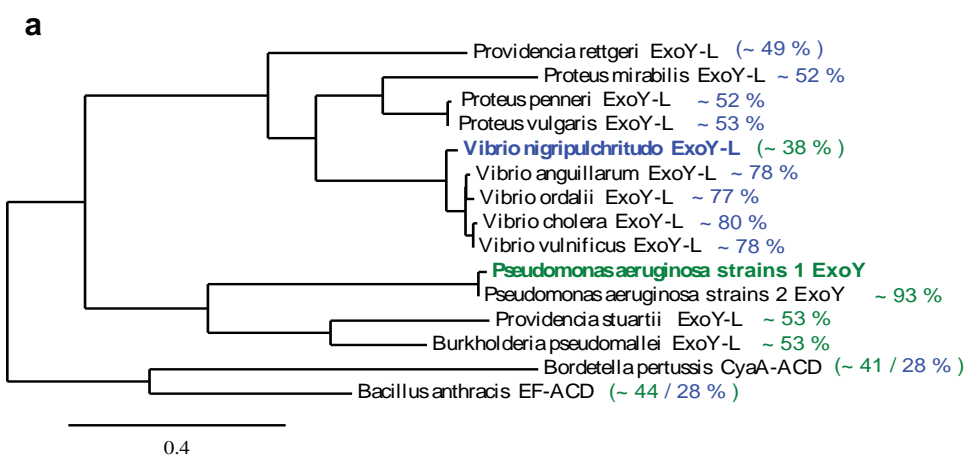 a
Providencia rettgeri ExoY-L (~ 49 %)
Proteus mirabilis ExoY-L ~ 52 %
Proteus penneri ExoY-L ~ 52 %
Proteus vulgaris ExoY-L ~ 53 %
Vibrio nigripulchritudo ExoY-L (~ 38 %)
Vibrio anguillarum ExoY-L ~ 78 %
Vibrio ordalii ExoY-L ~ 77 %
Vibrio cholera ExoY-L ~ 80 %
Vibrio vulnificus ExoY-L ~ 78 %
Pseudomonas aeruginosa strains 1 ExoY
Pseudomonas aeruginosa strains 2 ExoY ~ 93 %
Providencia stuartii ExoY-L ~ 53 %
Burkholderia pseudomallei ExoY-L ~ 53 %
Bordetella pertussis CyaA-ACD (~ 41 / 28 % )
Bacillus anthracis EF-ACD (~ 44 / 28 % )
0.4